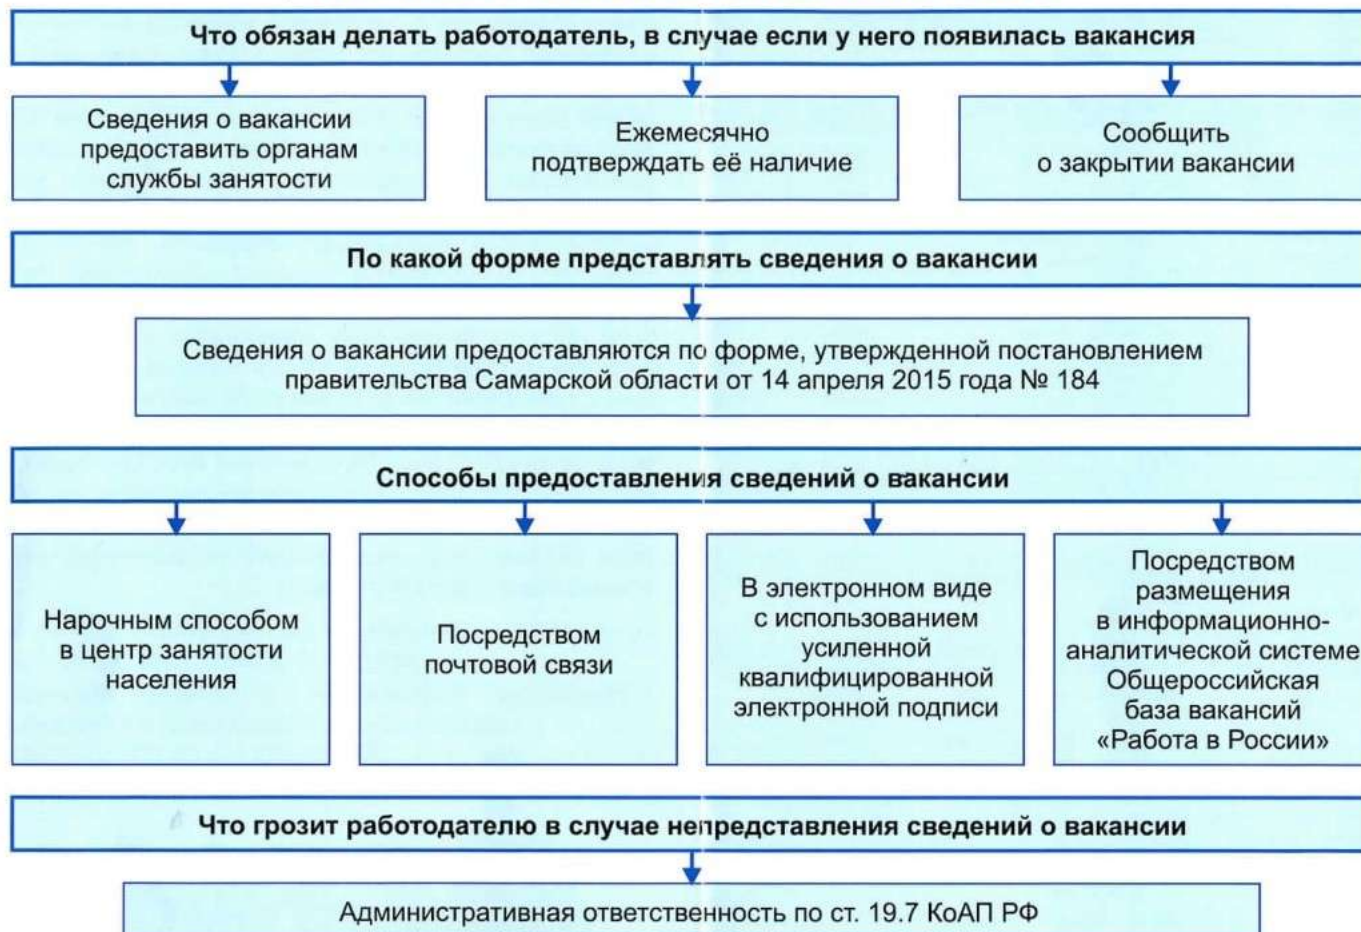 Что обязан делать работодатель, в случае если у него появилась вакансия
Сведения о вакансии
предоставить органам
службы занятости
Ежемесячно
подтверждать её наличие
Сообщить
о закрытии вакансии
По какой форме представлять сведения о вакансии
Сведения о вакансии предоставляются по форме, утвержденной постановлением
правительства Самарской области от 14 апреля 2015 года № 184
Способы предоставления сведений о вакансии
Нарочным способом
в центр занятости
населения
Посредством
почтовой связи
В электронном виде
с использованием
усиленной
квалифицированной
электронной подписи
Посредством
размещения
в информационно-
аналитической системе
Общероссийская
база вакансий
«Работа в России»
Что грозит работодателю в случае непредставления сведений о вакансии
Административная ответственность по ст. 19.7 КоАП РФ